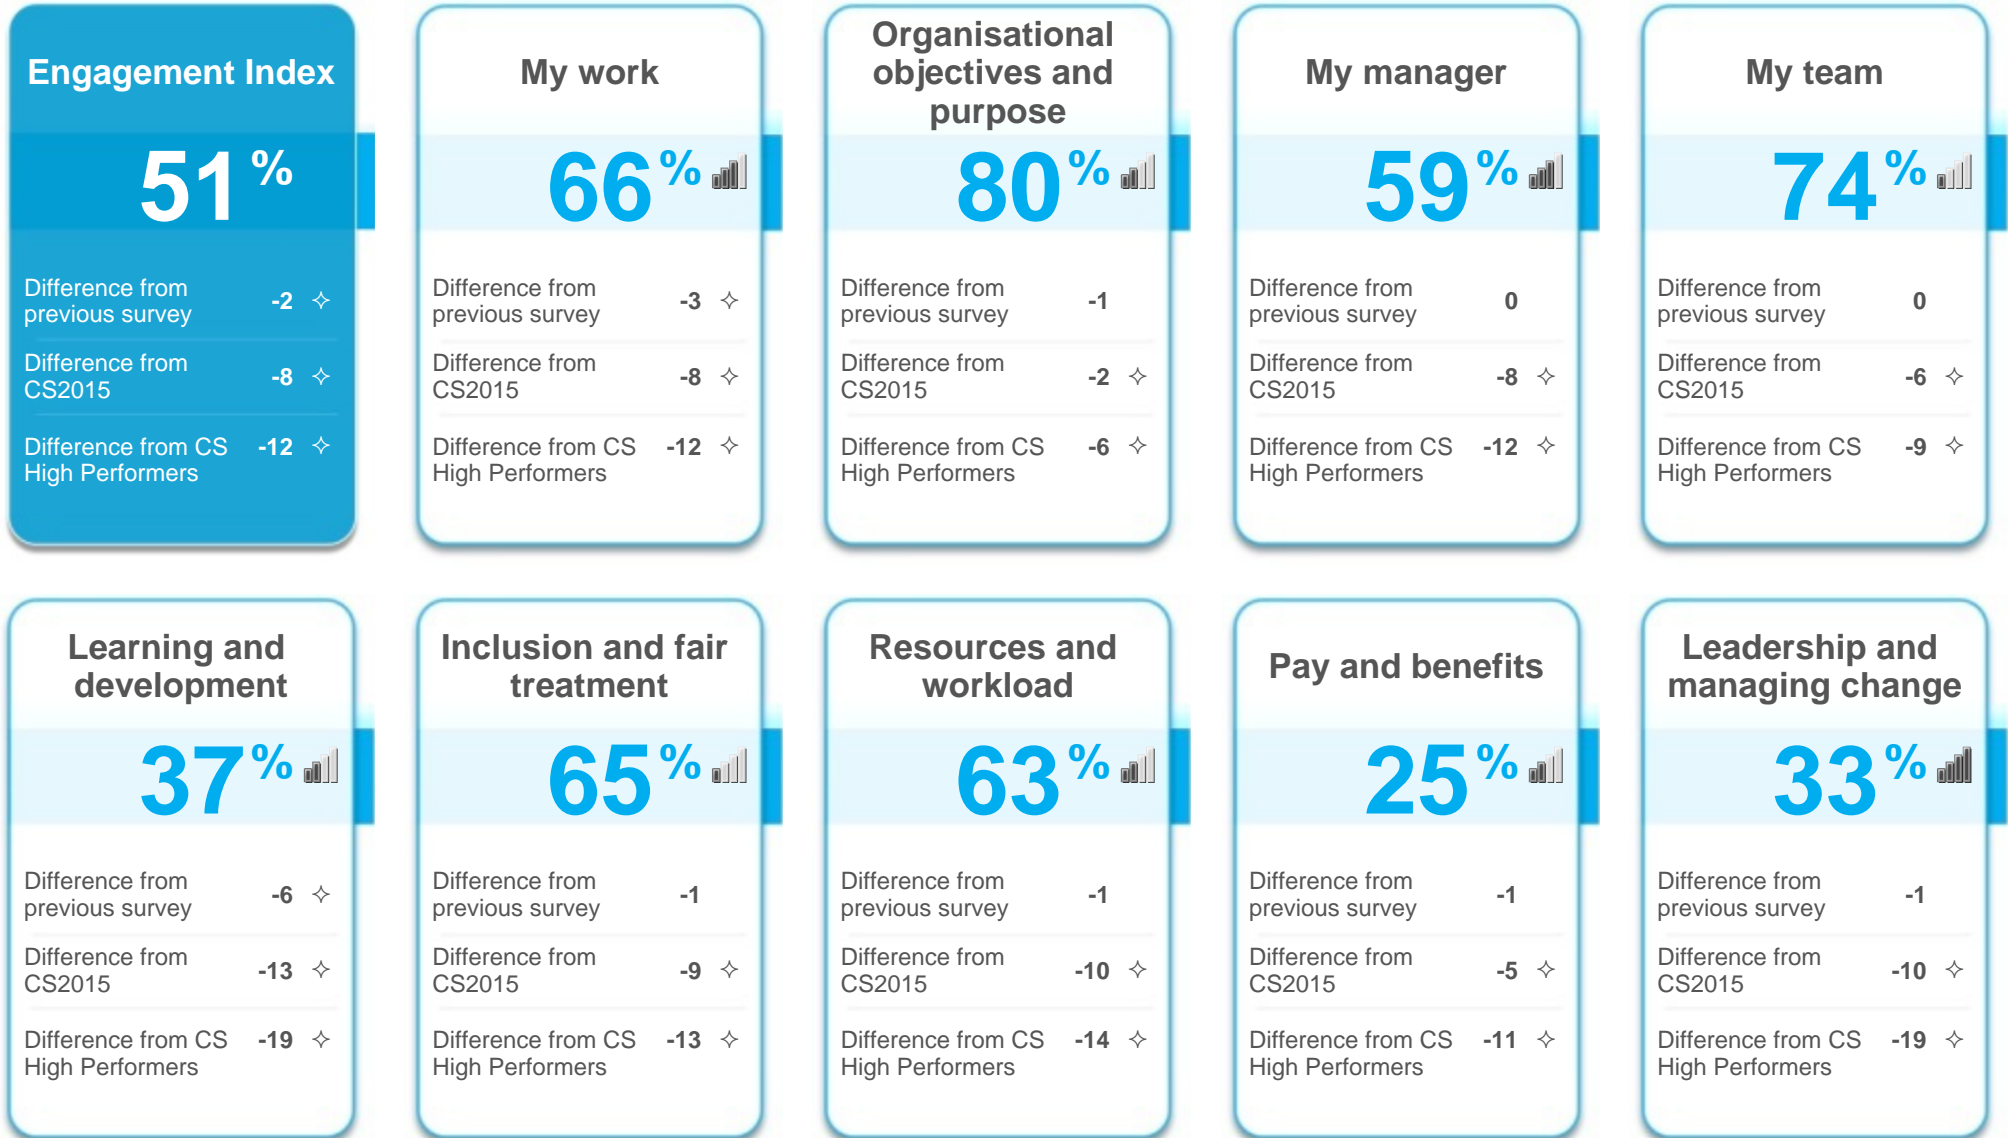 Engagement Index
51%
Difference from
previous survey -2 ✧
Difference from
CS2015 -8 ✧
Difference from CS -12 ✧
High Performers
My work
66%
Difference from
previous survey -3 ✧
Difference from
CS2015 -8 ✧
Difference from CS -12 ✧
High Performers
Organisational
objectives and
purpose
80%
Difference from
previous survey -1
Difference from
CS2015 -2 ✧
Difference from CS -6 ✧
High Performers
My manager
59%
Difference from
previous survey 0
Difference from
CS2015 -8 ✧
Difference from CS -12 ✧
High Performers
My team
74%
Difference from
previous survey 0
Difference from
CS2015 -6 ✧
Difference from CS -9 ✧
High Performers
Learning and
development
37%
Difference from
previous survey -6 ✧
Difference from
CS2015 -13 ✧
Difference from CS -19 ✧
High Performers
Inclusion and fair
treatment
65%
Difference from
previous survey -1
Difference from
CS2015 -9 ✧
Difference from CS -13 ✧
High Performers
Resources and
workload
63%
Difference from
previous survey -1
Difference from
CS2015 -10 ✧
Difference from CS -14 ✧
High Performers
Pay and benefits
25%
Difference from
previous survey -1
Difference from
CS2015 -5 ✧
Difference from CS -11 ✧
High Performers
Leadership and
managing change
33%
Difference from
previous survey -1
Difference from
CS2015 -10 ✧
Difference from CS -19 ✧
High Performers